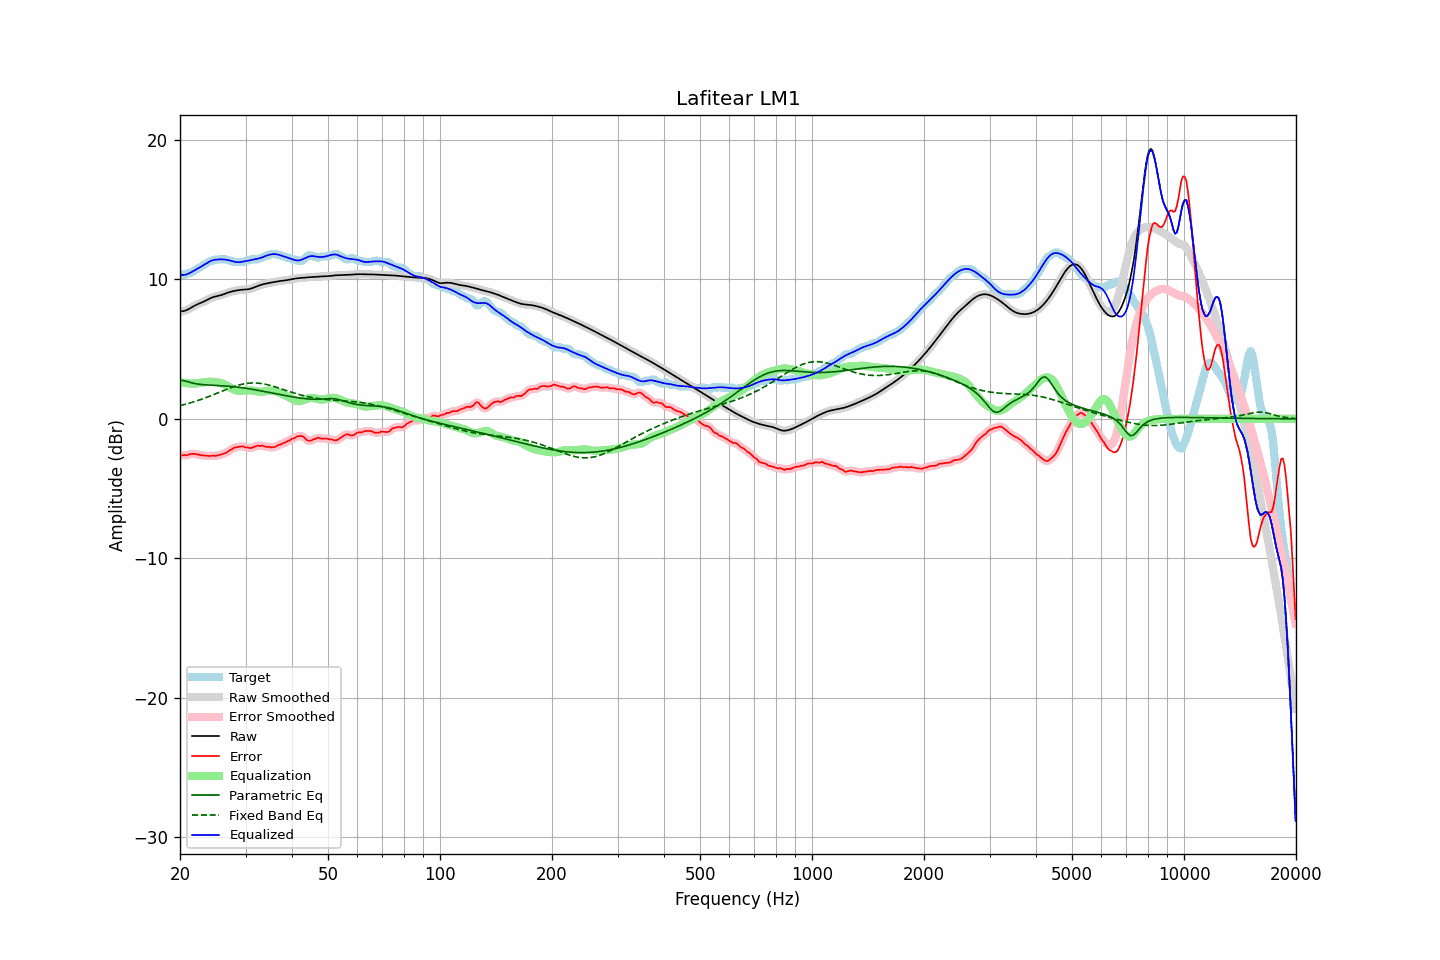 Lafitear LM1
Amplitude (dBr)
20
10
0
−10
−20
−30
Target
Raw Smoothed
Error Smoothed
Raw
Error
Equalization
Parametric Eq
Fixed Band Eq
Equalized
20 50 100 200 500 1000 2000 5000 10000 20000
Frequency (Hz)